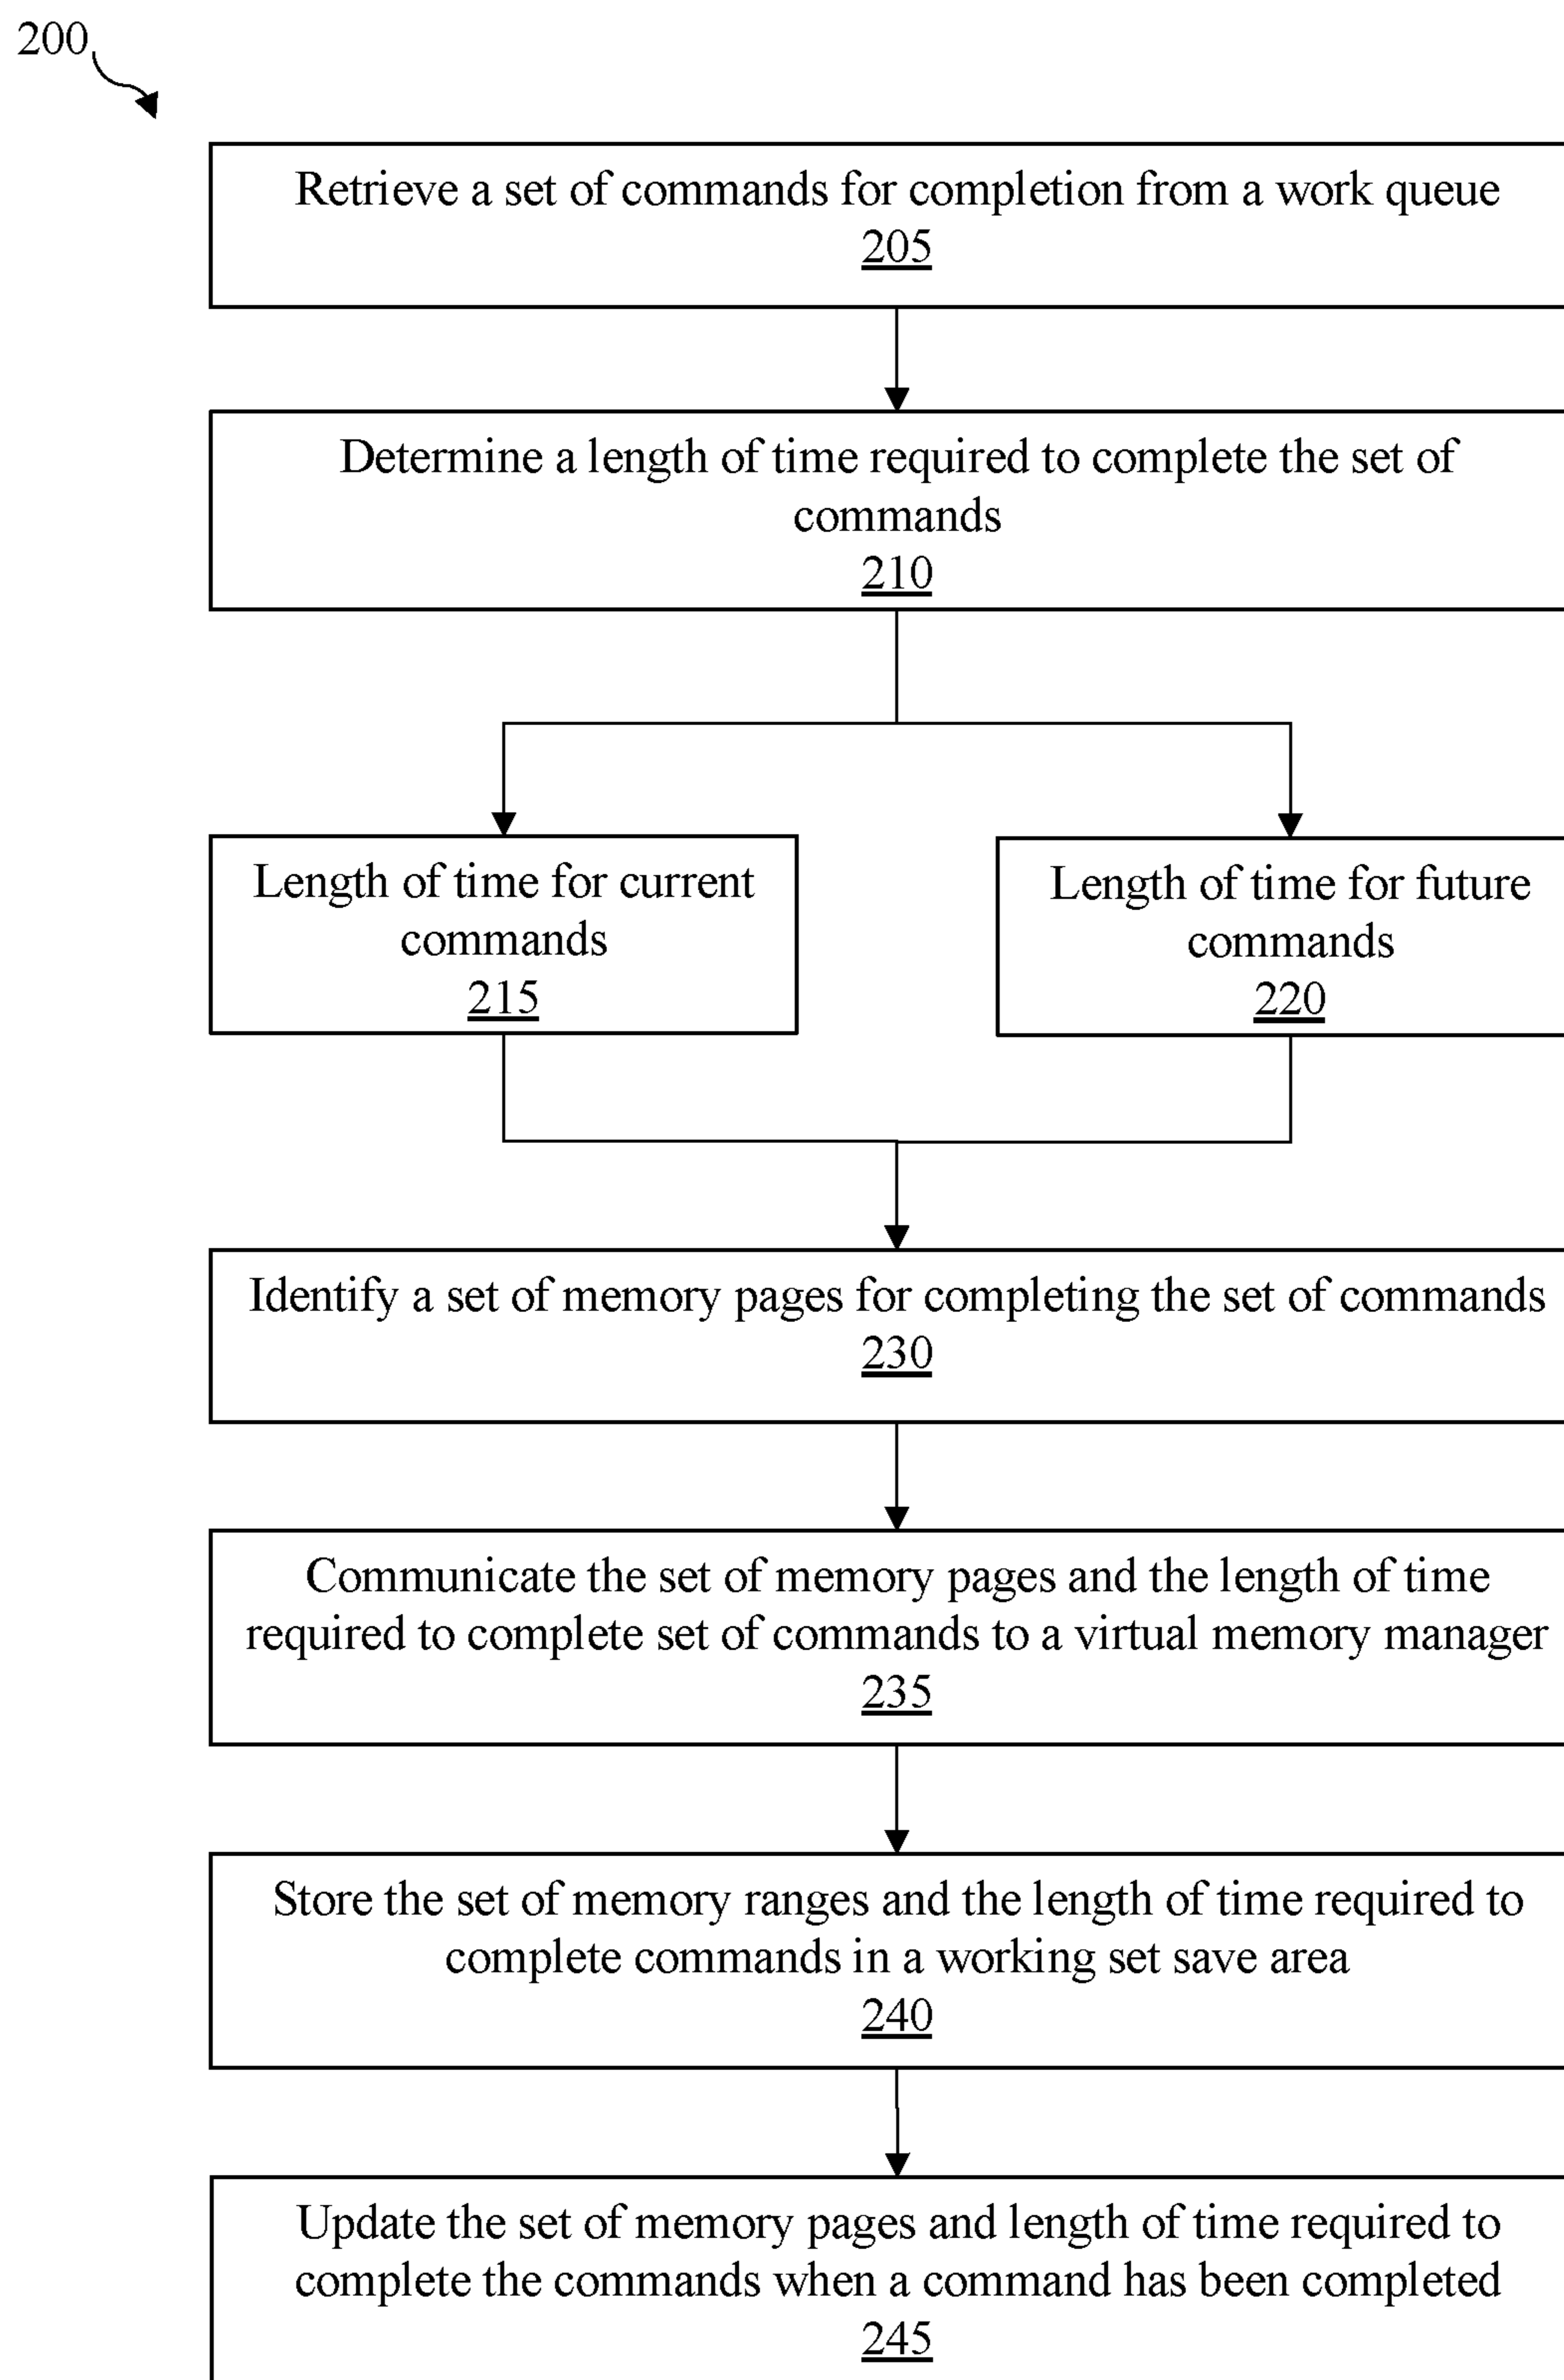 200
Retrieve a set of commands for completion from a work queue
205
Determine a length of time required to complete the set of
commands
210
Length of time for current
commands
215
Length of time for future
commands
220
Identify a set of memory pages for completing the set of commands
230
Communicate the set of memory pages and the length of time
required to complete set of commands to a virtual memory manager
235
Store the set of memory ranges and the length of time required to
complete commands in a working set save area
240
Update the set of memory pages and length of time required to
complete the commands when a command has been completed
245